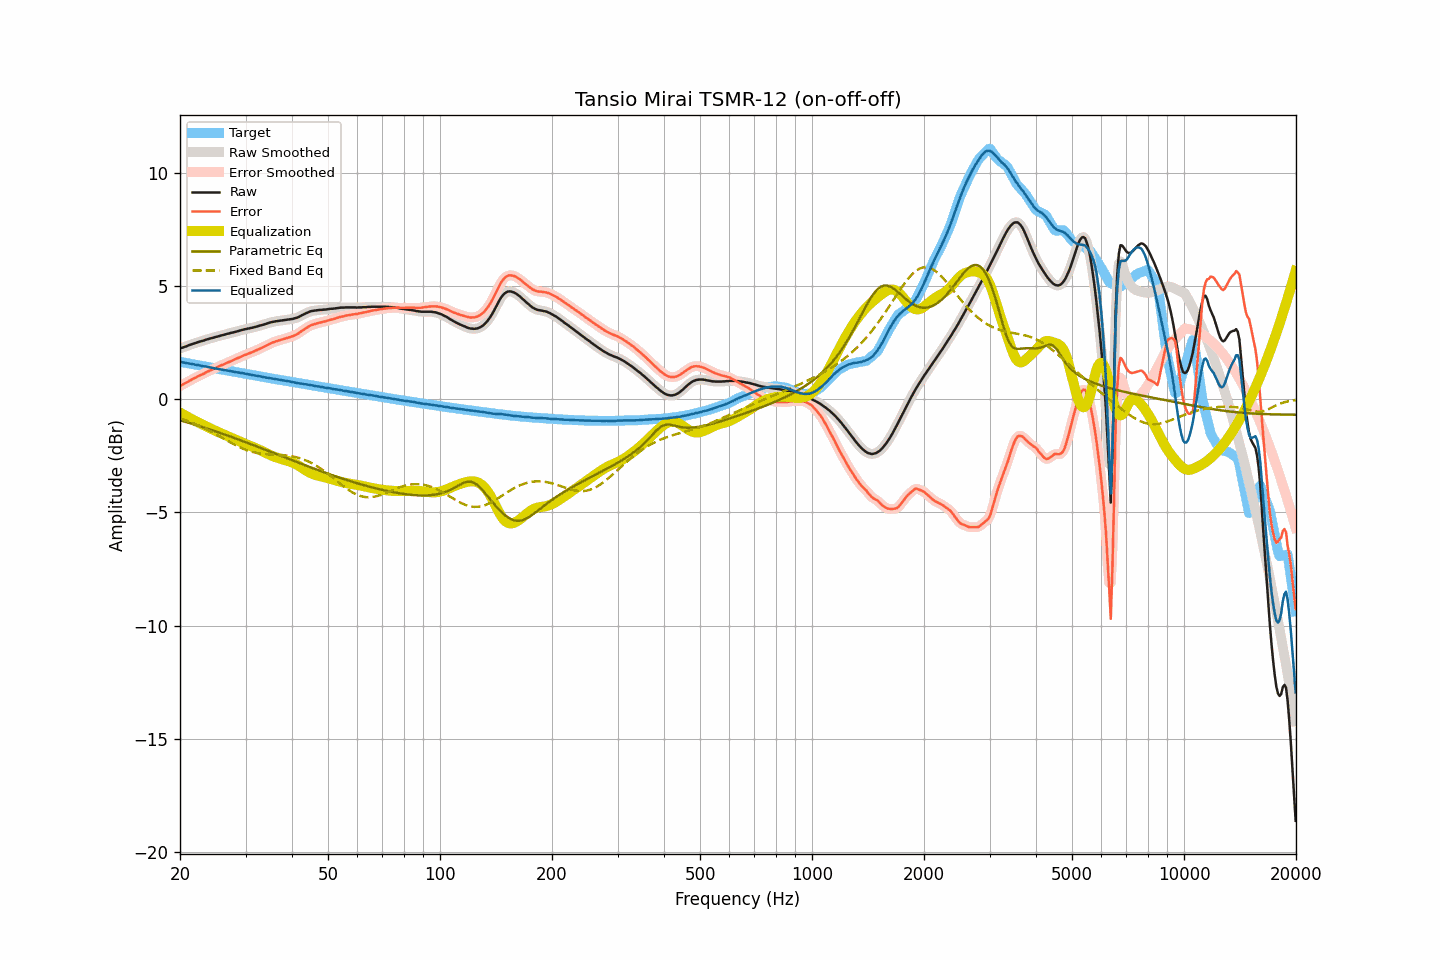 Tansio Mirai TSMR-12 (on-off-off)
Target
Raw Smoothed
Error Smoothed
Raw
Error
Equalization
Parametric Eq
Fixed Band Eq
Equalized
10
5
0
−5
−10
−15
−20
Amplitude (dBr)
20 50 100 200 500 1000 2000 5000 10000 20000
Frequency (Hz)